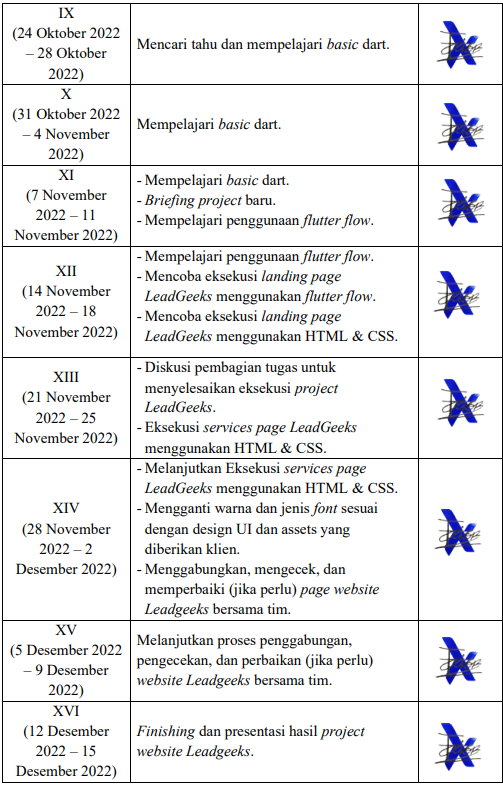 IX
(24 Oktober 2022
– 28 Oktober
2022)
Mencari tahu dan mempelajari basic dart.
X
(31 Oktober 2022
– 4 November
2022)
Mempelajari basic dart.
XI
(7 November
2022 – 11
November 2022)
- Mempelajari basic dart.
- Briefing project baru.
- Mempelajari penggunaan flutter flow.
XII
(14 November
2022 – 18
November 2022)
- Mempelajari penggunaan flutter flow.
- Mencoba eksekusi landing page
LeadGeeks menggunakan flutter flow.
- Mencoba eksekusi landing page
LeadGeeks menggunakan HTML & CSS.
XIII
(21 November
2022 – 25
November 2022)
- Diskusi pembagian tugas untuk
menyelesaikan eksekusi project
LeadGeeks.
- Eksekusi services page LeadGeeks
menggunakan HTML & CSS.
XIV
(28 November
2022 – 2
Desember 2022)
- Melanjutkan Eksekusi services page
LeadGeeks menggunakan HTML & CSS.
- Mengganti warna dan jenis font sesuai
dengan design UI dan assets yang
diberikan klien.
- Menggabungkan, mengecek, dan
memperbaiki (jika perlu) page website
Leadgeeks bersama tim.
XV
(5 Desember 2022
– 9 Desember
2022)
Melanjutkan proses penggabungan,
pengecekan, dan perbaikan (jika perlu)
website Leadgeeks bersama tim.
XVI
(12 Desember
2022 – 15
Desember 2022)
Finishing dan presentasi hasil project
website Leadgeeks.